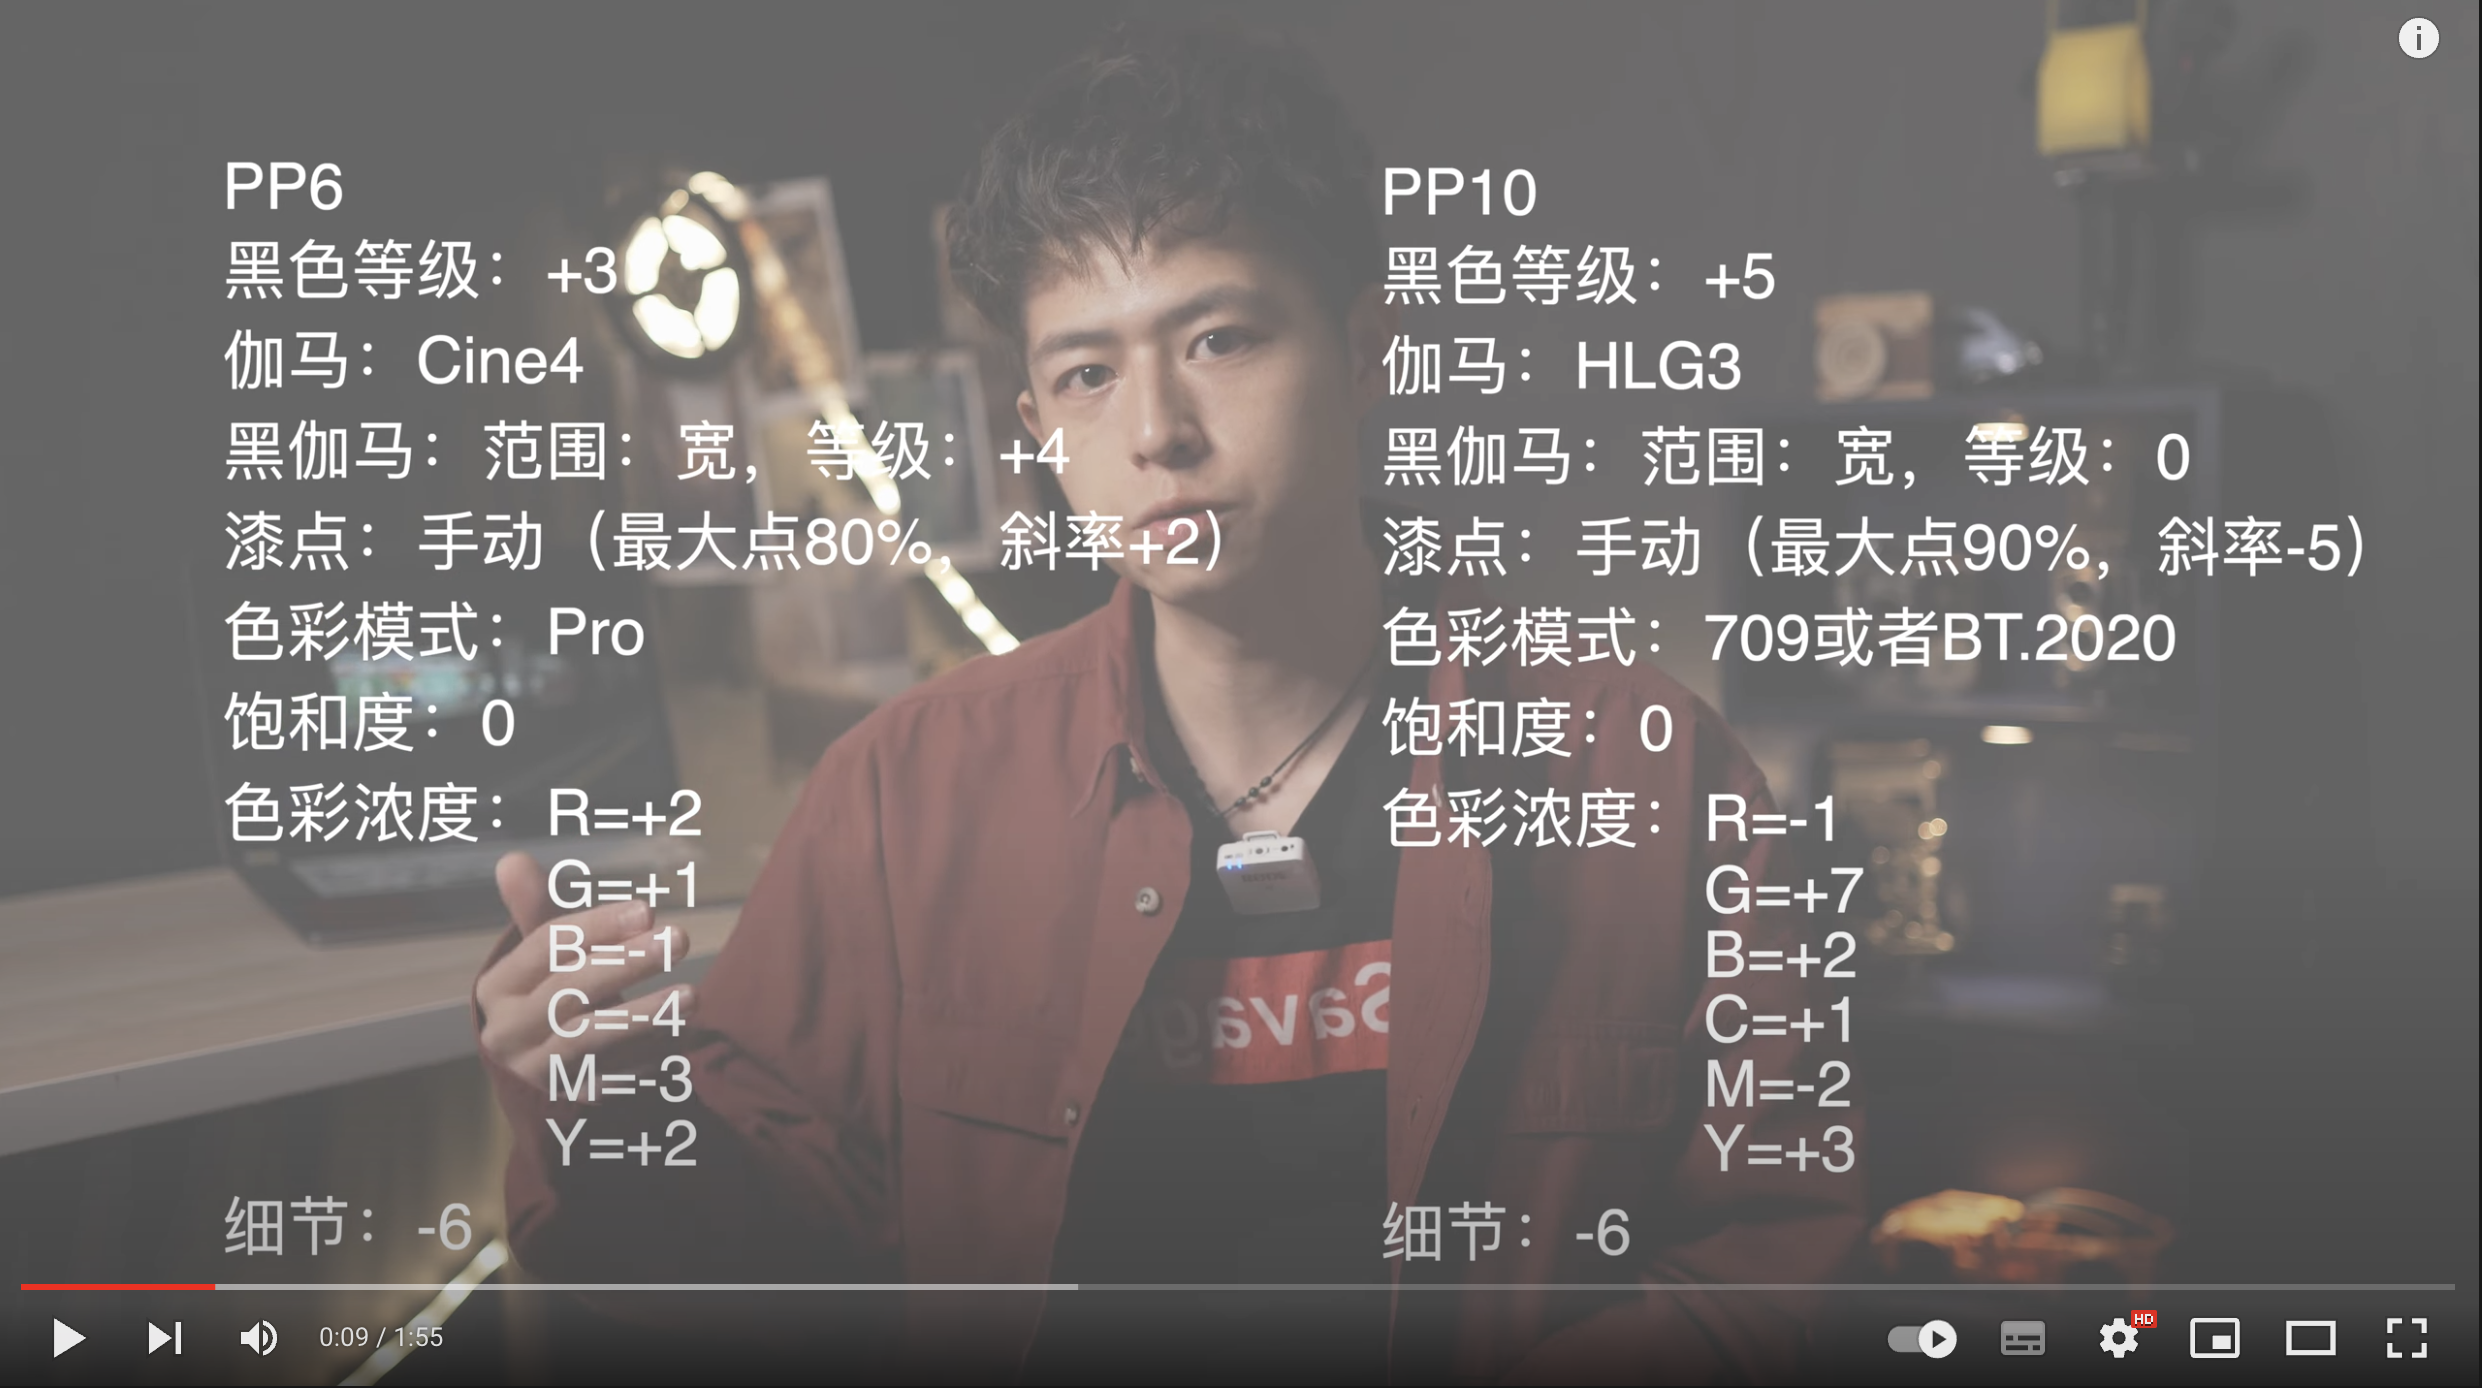 PP6
黑色等级：+3
伽马：Cine4
黑伽马：范围：宽，等级：+4
漆点：手动（最大点80%，斜率+2）
色彩模式：Pro
饱和度：0
色彩浓度：R=+2
G=+1
B=-1
C=-4
M=-3
Y=+2
细节：-6
PP10
黑色等级：+5
伽马：HLG3
黑伽马：范围：宽，等级：0
漆点：手动（最大点90%，斜率-5）
色彩模式：709或者BT.2020
饱和度：0
色彩浓度：R=-1
G=+7
B=+2
C=+1
M=-2
Y=+3
细节：-6
Savag
0:09 / 1:55
HD